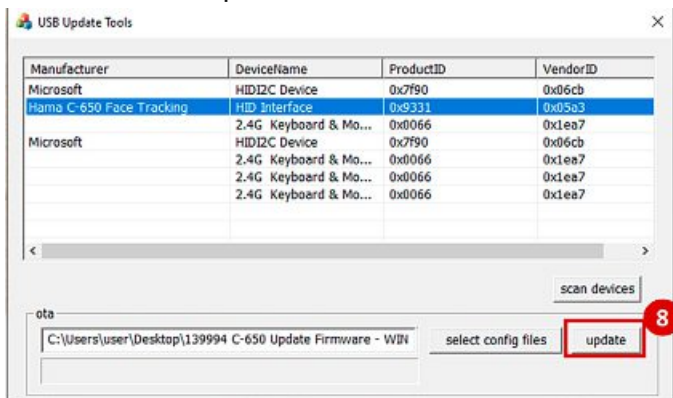 USB Update Tools
Manufacturer DeviceName ProductID VendorID
Microsoft HIDI2C Device 0x7f90 0x06cb
Hama C-650 Face Tracking HID Interface 0x9331 0x05a3
2.4G Keyboard & Mo... 0x0066 0x1ea7
Microsoft HIDI2C Device 0x7f90 0x06cb
2.4G Keyboard & Mo... 0x0066 0x1ea7
2.4G Keyboard & Mo... 0x0066 0x1ea7
2.4G Keyboard & Mo... 0x0066 0x1ea7
scan devices
ota
8
C:\Users\user\Desktop\139994 C-650 Update Firmware - WIN select config files update